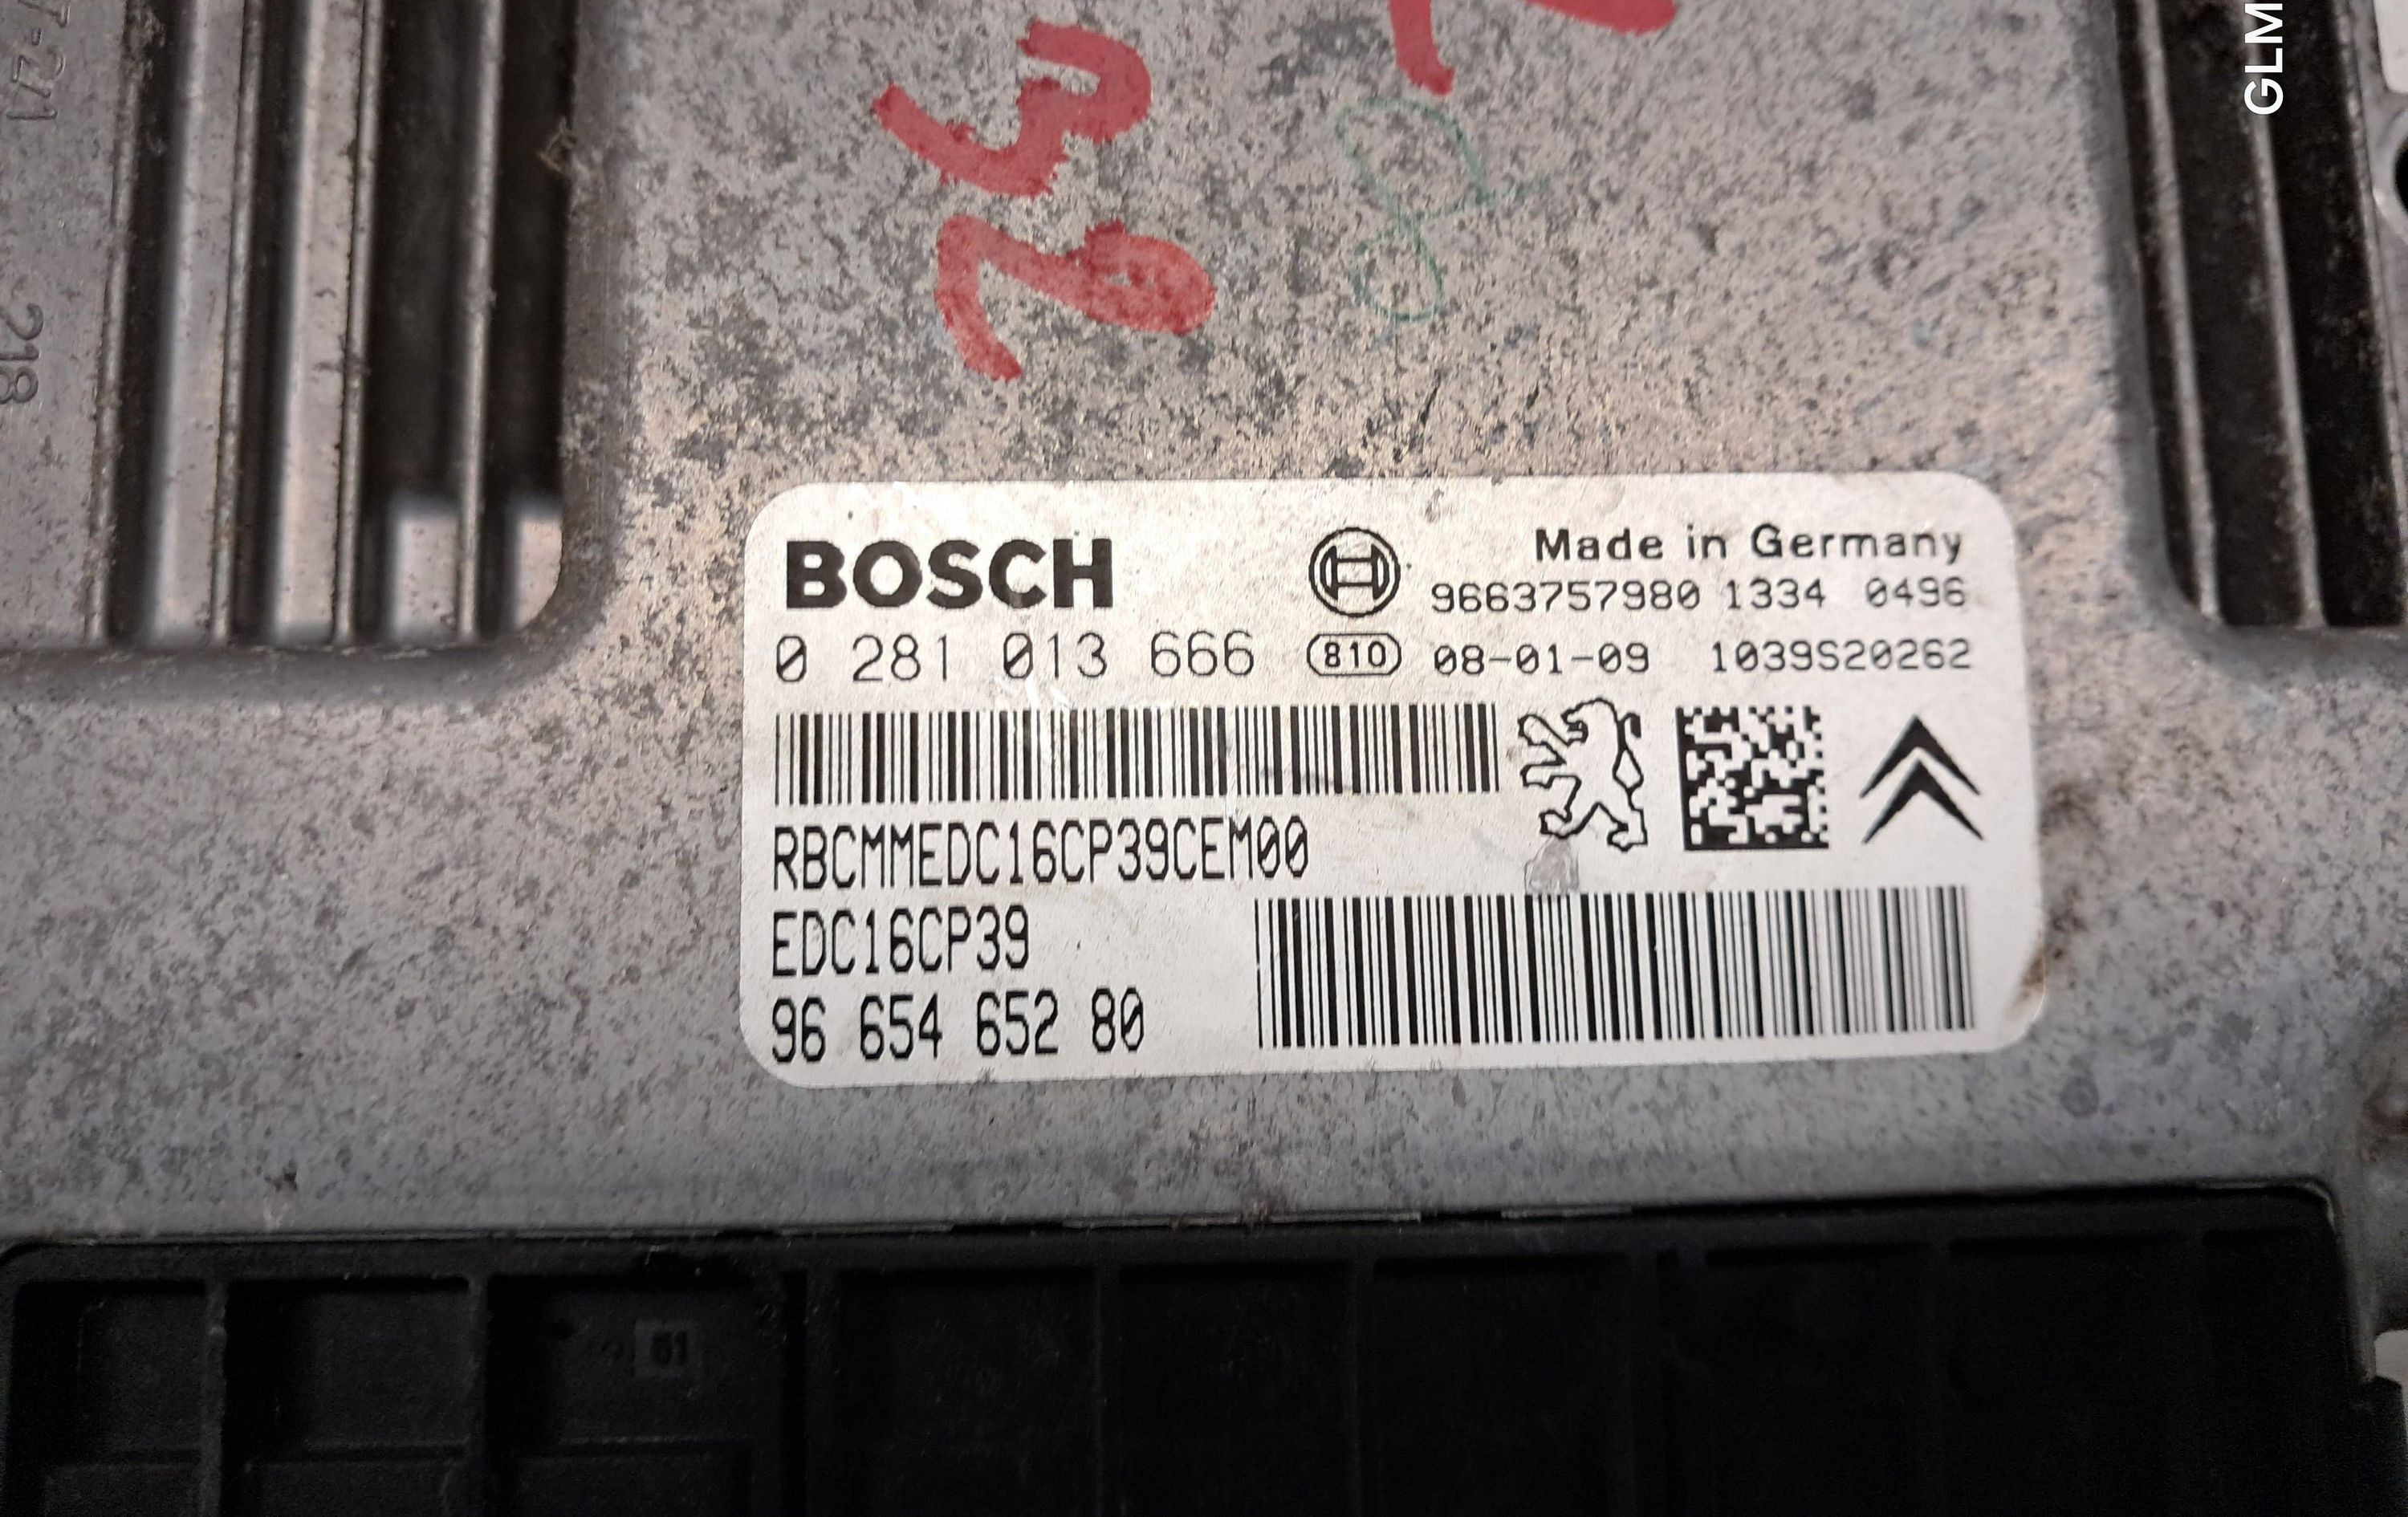 GLM
BOSCH
Made in Germany
9663757980 1334 0496
0 281 013 666 810 08-01-09 1039S20262
RBCMMEDC16CP39CEM00
EDC16CP39
96 654 652 80
218
51